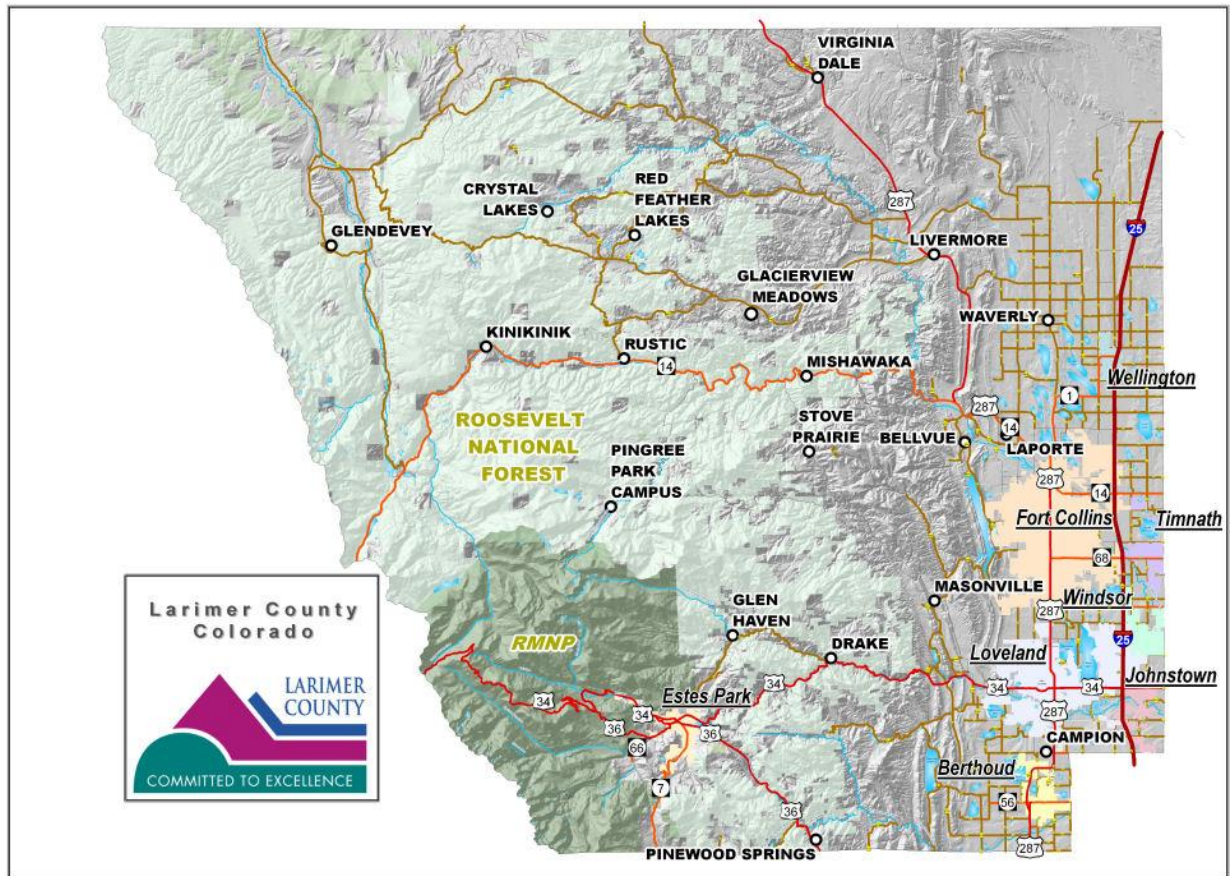 VIRGINIA
DALE
CRYSTAL
LAKES
RED
FEATHER
LAKES
287
25
GLENDEVEY
LIVERMORE
GLACIERVIEW
MEADOWS
WAVERLY
KINIKINIK
RUSTIC
14
MISHAWAKA
Wellington
1
287
14
ROOSEVELT
NATIONAL
FOREST
STOVE
PRAIRIE
BELLVUE
LAPORTE
PINGREE
PARK
CAMPUS
287
14
Fort Collins
Timnath
68
Larimer County
Colorado
LARIMER
COUNTY
COMMITTED TO EXCELLENCE
MASONVILLE
287
Windsor
GLEN
HAVEN
RMNP
DRAKE
Loveland
25
Estes Park
34
34
34
34
34
Johnstown
36
66
36
287
CAMPION
7
36
Berthoud
56
PINEWOOD SPRINGS
287